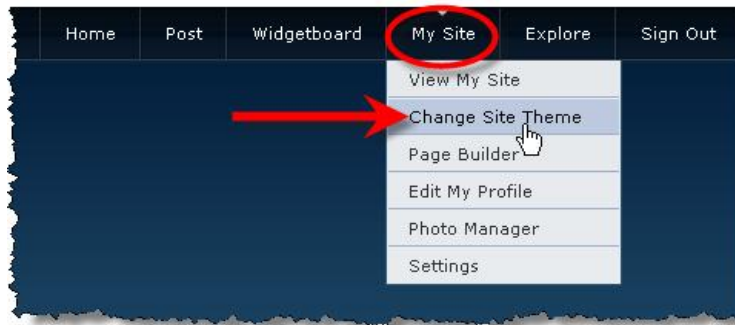 Home Post Widgetboard My Site Explore Sign Out
View My Site
Change Site Theme
Page Builder
Edit My Profile
Photo Manager
Settings